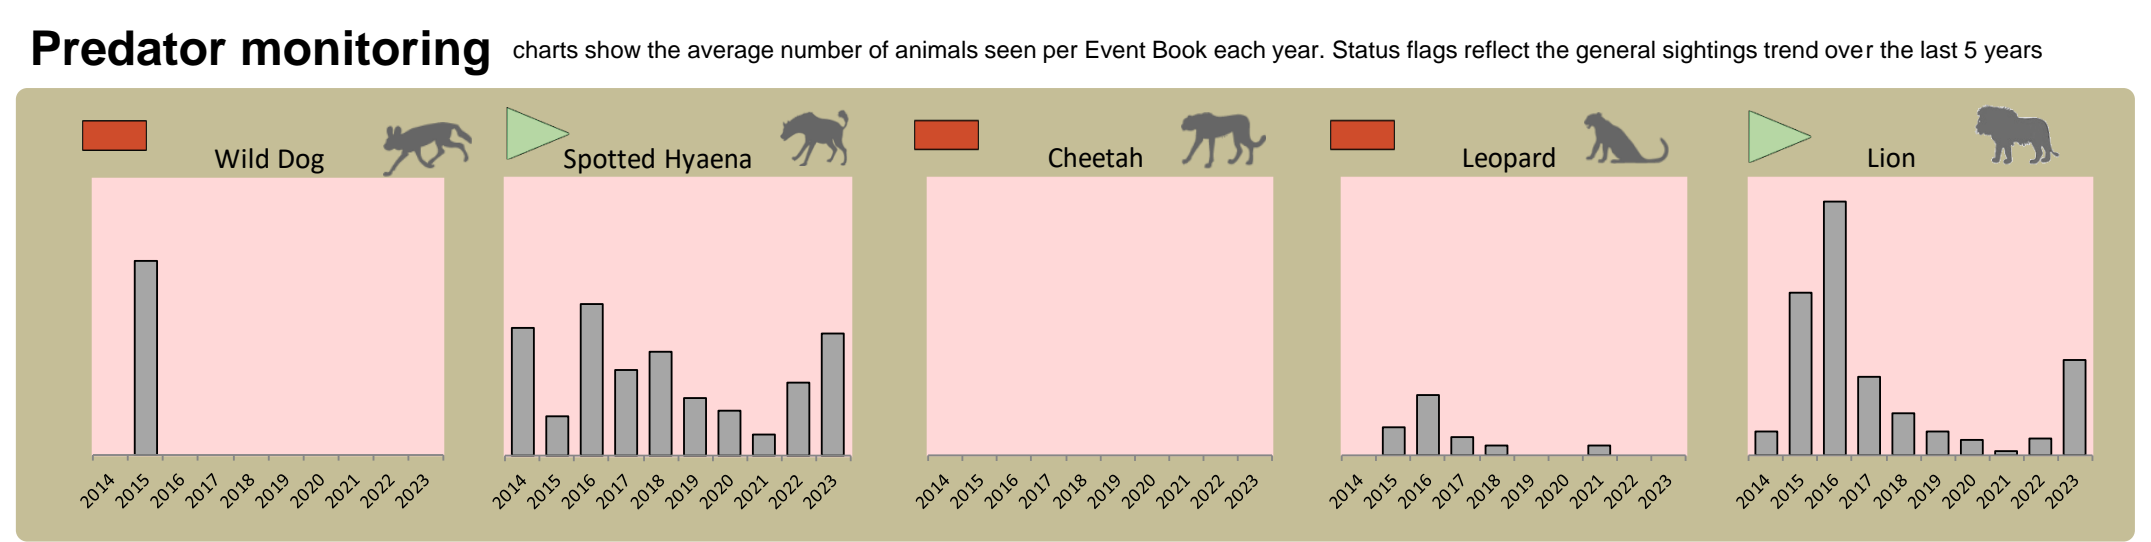 Predator monitoring charts show the average number of animals seen per Event Book each year. Status flags reflect the general sightings trend over the last 5 years
Wild Dog
2014 2015 2016 2017 2018 2019 2020 2021 2022 2023
Spotted Hyaena
2014 2015 2016 2017 2018 2019 2020 2021 2022 2023
Cheetah
2014 2015 2016 2017 2018 2019 2020 2021 2022 2023
Leopard
2014 2015 2016 2017 2018 2019 2020 2021 2022 2023
Lion
2014 2015 2016 2017 2018 2019 2020 2021 2022 2023